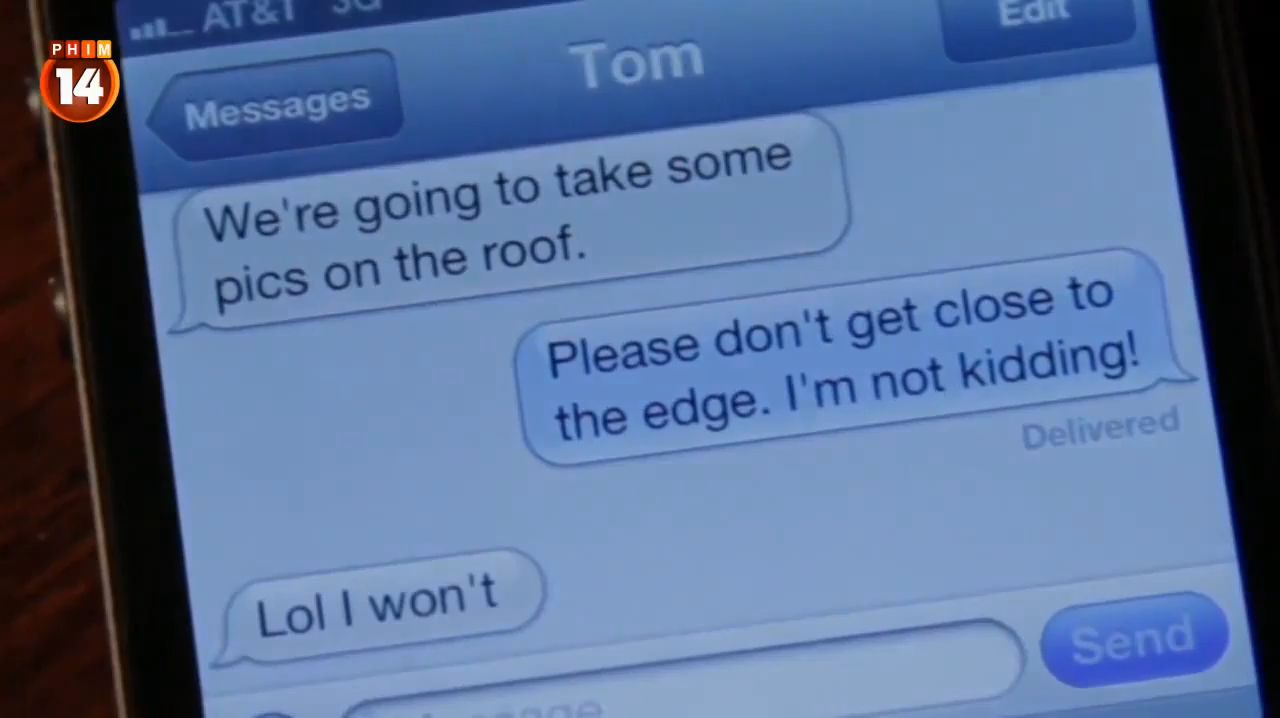 AT&T 3G
PHIM
14
Messages
Tom
Edit
We're going to take some
pics on the roof.
Please don't get close to
the edge. I'm not kidding!
Delivered
Lol I won't
Send